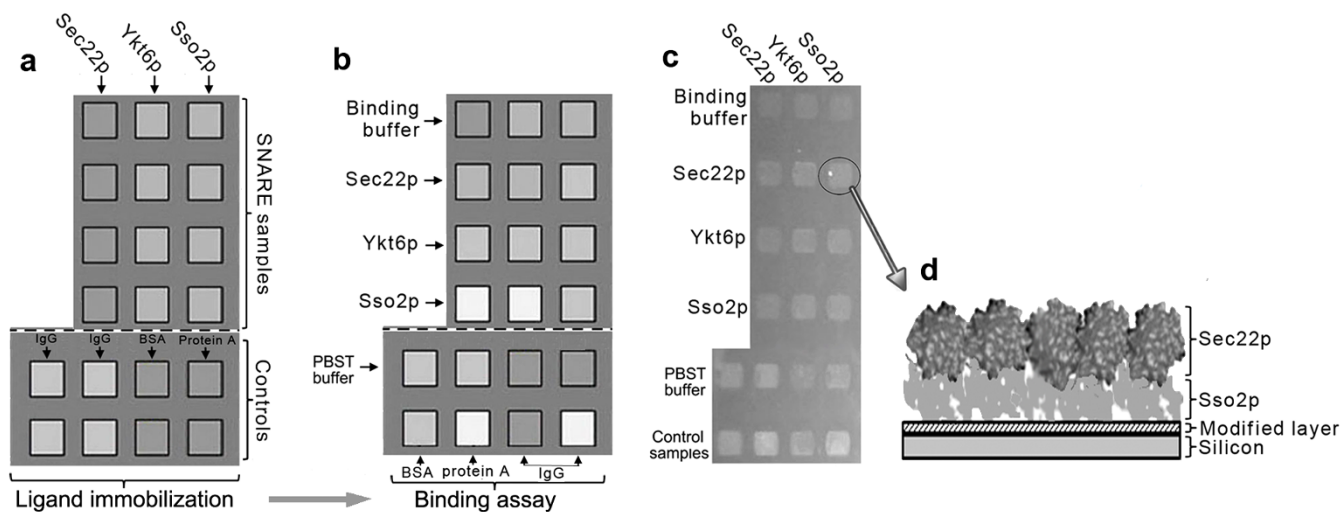 a
Sec22p
Ykt6p
Sso2p
SNARE samples
IgG
IgG
BSA
Protein A
Controls
Ligand immobilization
b
Binding
buffer
Sec22p
Ykt6p
Sso2p
PBST
buffer
BSA
protein A
IgG
Binding assay
c
Sec22p
Ykt6p
Sso2p
Binding
buffer
Sec22p
Ykt6p
Sso2p
PBST
buffer
Control
samples
d
Sec22p
Sso2p
Modified layer
Silicon